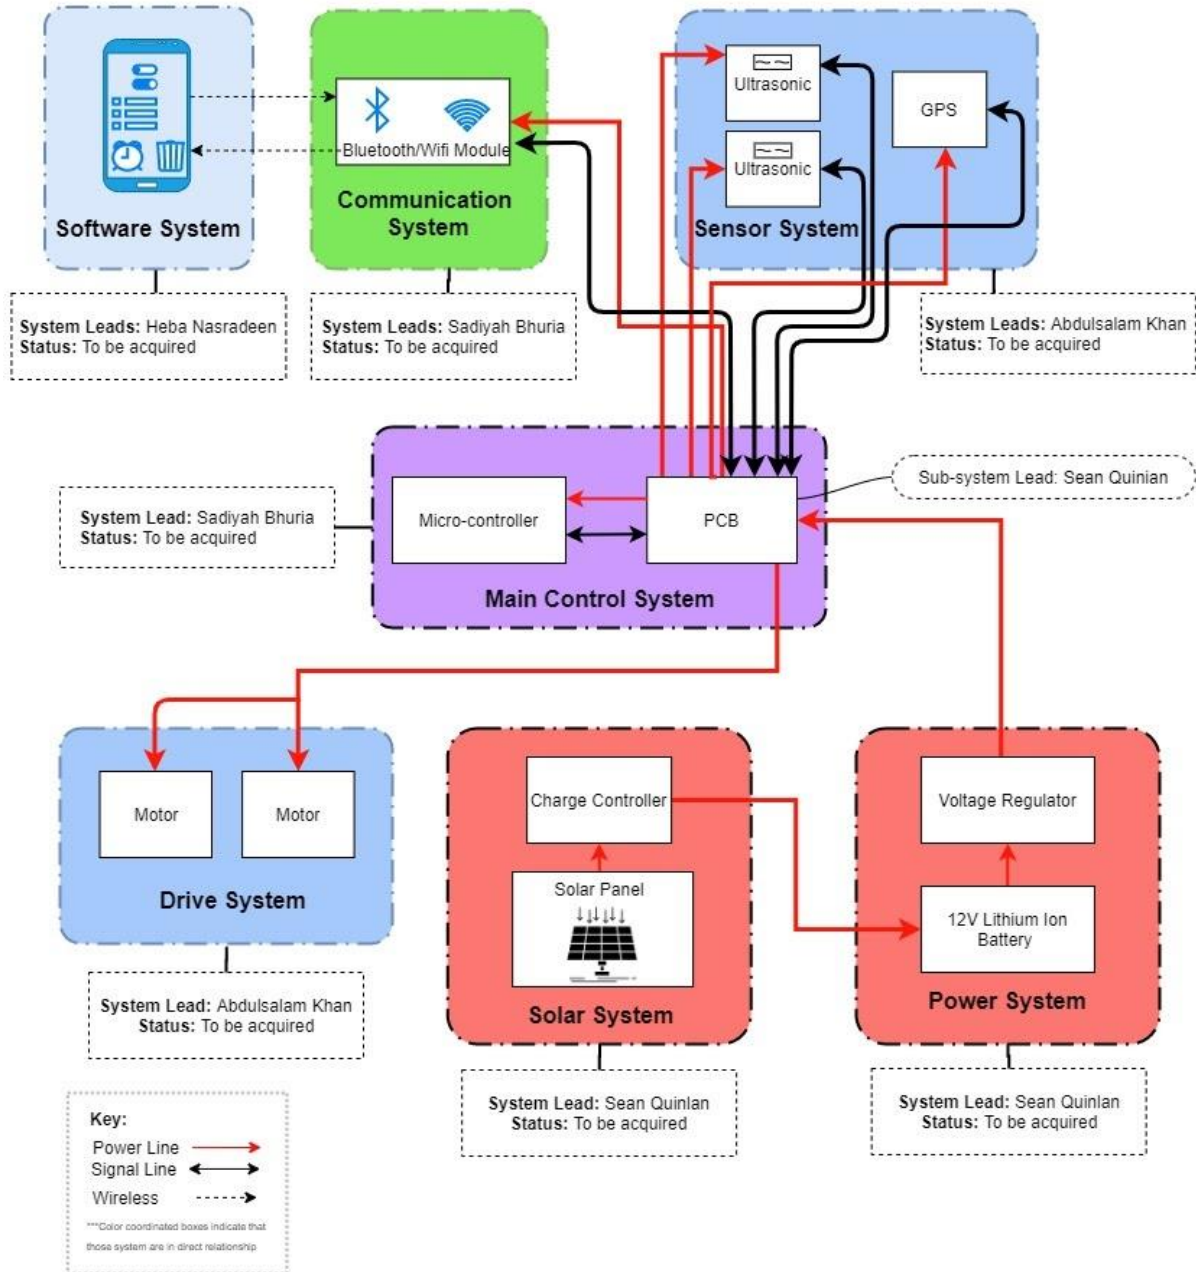 Bluetooth/Wifi Module
Software System
Communication
System
Ultrasonic
Ultrasonic
GPS
Sensor System
System Leads: Heba Nasradeen
Status: To be acquired
System Leads: Sadiyah Bhuria
Status: To be acquired
System Leads: Abdulsalam Khan
Status: To be acquired
System Lead: Sadiyah Bhuria
Status: To be acquired
Micro-controller
PCB
Main Control System
Sub-system Lead: Sean Quinian
Motor
Motor
Drive System
System Lead: Abdulsalam Khan
Status: To be acquired
Charge Controller
Solar Panel
Solar System
System Lead: Sean Quinlan
Status: To be acquired
Voltage Regulator
12V Lithium Ion
Battery
Power System
System Lead: Sean Quinlan
Status: To be acquired
Key:
Power Line
Signal Line
Wireless
***Color coordinated boxes indicate that
those system are in direct relationship